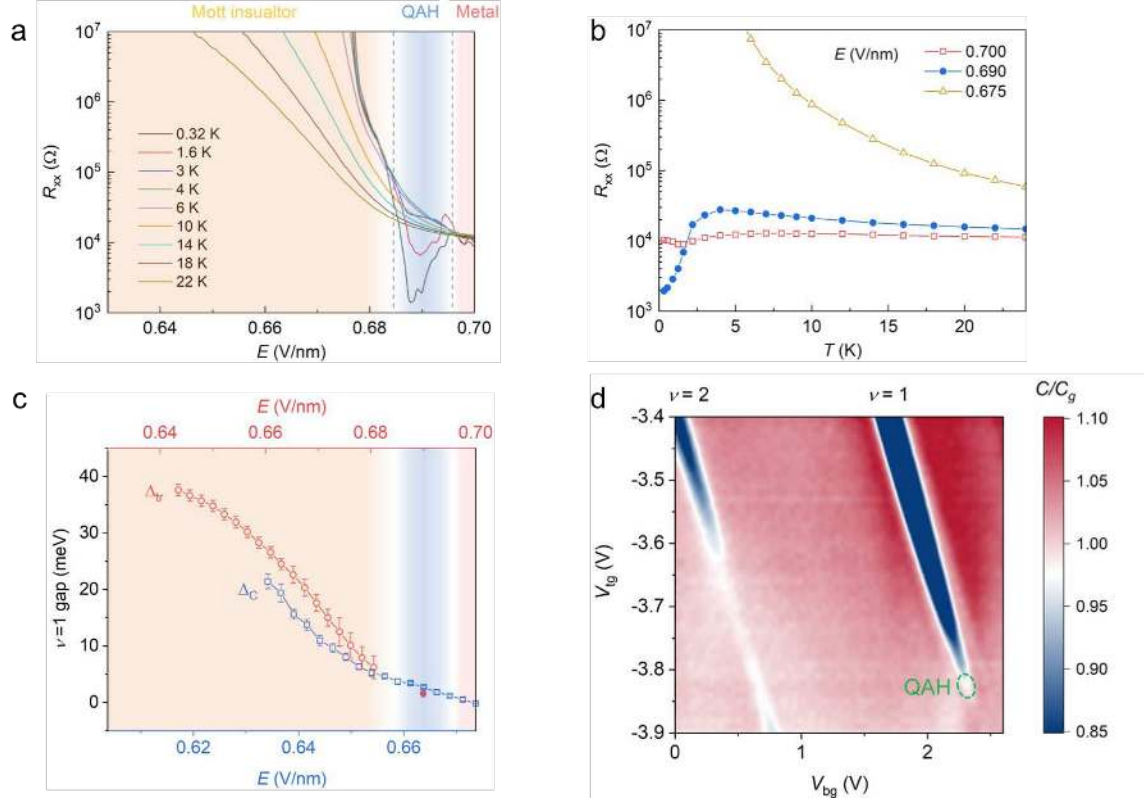 a
Mott insualtor
QAH
Metal
10^7
10^6
10^5
10^4
10^3
R_xx (Ω)
0.32 K
1.6 K
3 K
4 K
6 K
10 K
14 K
18 K
22 K
0.64 0.66 0.68 0.70
E (V/nm)
b
10^7
10^6
10^5
10^4
10^3
R_xx (Ω)
E (V/nm)
0.700
0.690
0.675
0 5 10 15 20
T (K)
c
E (V/nm)
0.64 0.66 0.68 0.70
40
30
20
10
0
ν=1 gap (meV)
Δ_tr
Δ_C
0.62 0.64 0.66
E (V/nm)
d
ν = 2
ν = 1
C/C_g
-3.4
-3.5
-3.6
-3.7
-3.8
-3.9
V_tg (V)
QAH
0 1 2
V_bg (V)
1.10
1.05
1.00
0.95
0.90
0.85